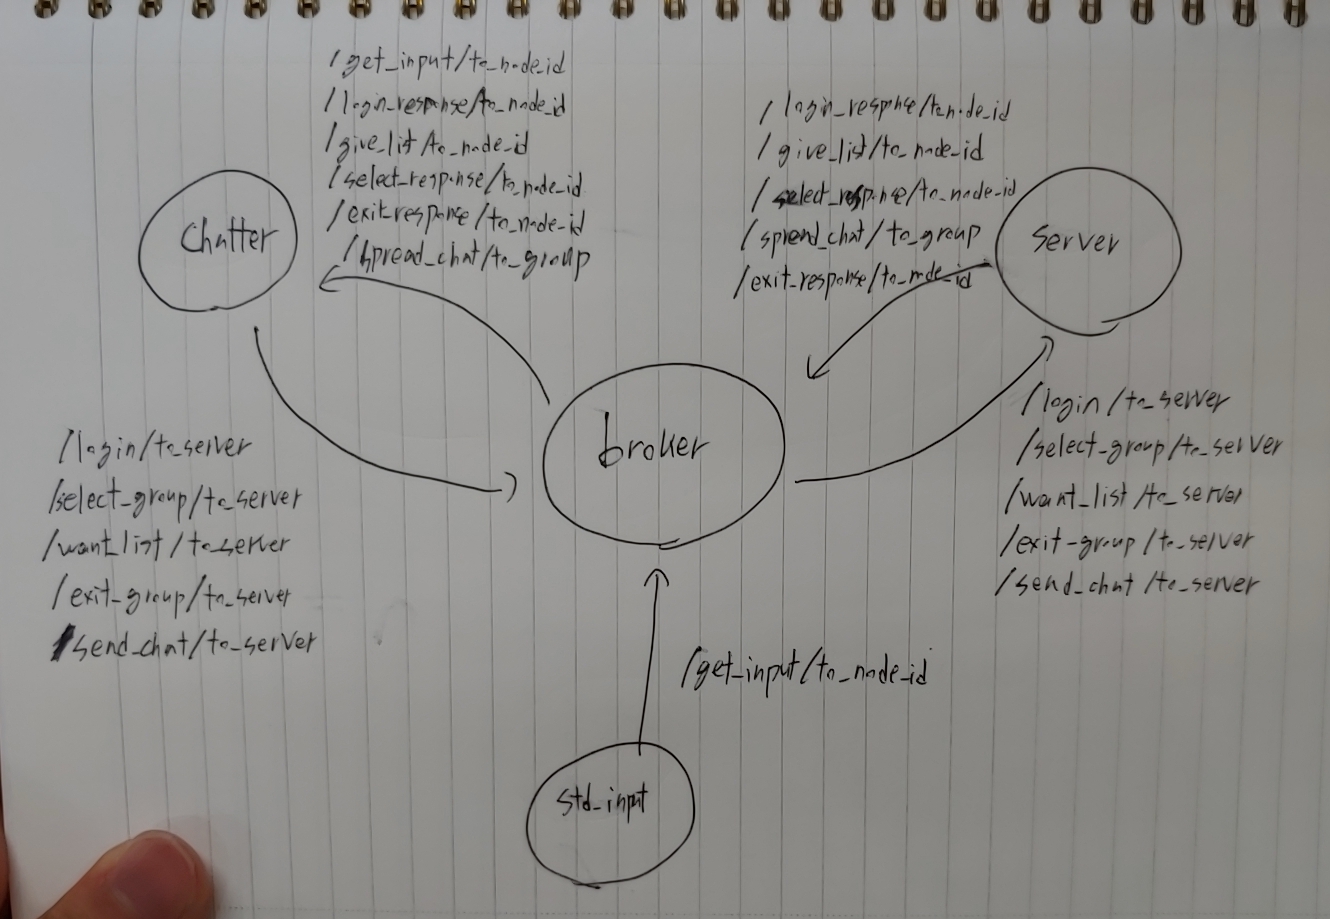 /get_input/to_node_id
/login_response/to_node_id
/give_list/to_node_id
/select_response/to_node_id
/exit_response/to_node_id
/spread_chat/to_group
/login_response/to_node_id
/give_list/to_node_id
/select_response/to_node_id
/spread_chat/to_group
/exit_response/to_node_id
Chatter
server
broker
/login/to_server
/select_group/to_server
/want_list/to_server
/exit_group/to_server
/send_chat/to_server
/login/to_server
/select_group/to_server
/want_list/to_server
/exit_group/to_server
/send_chat/to_server
/get_input/to_node_id
std_input